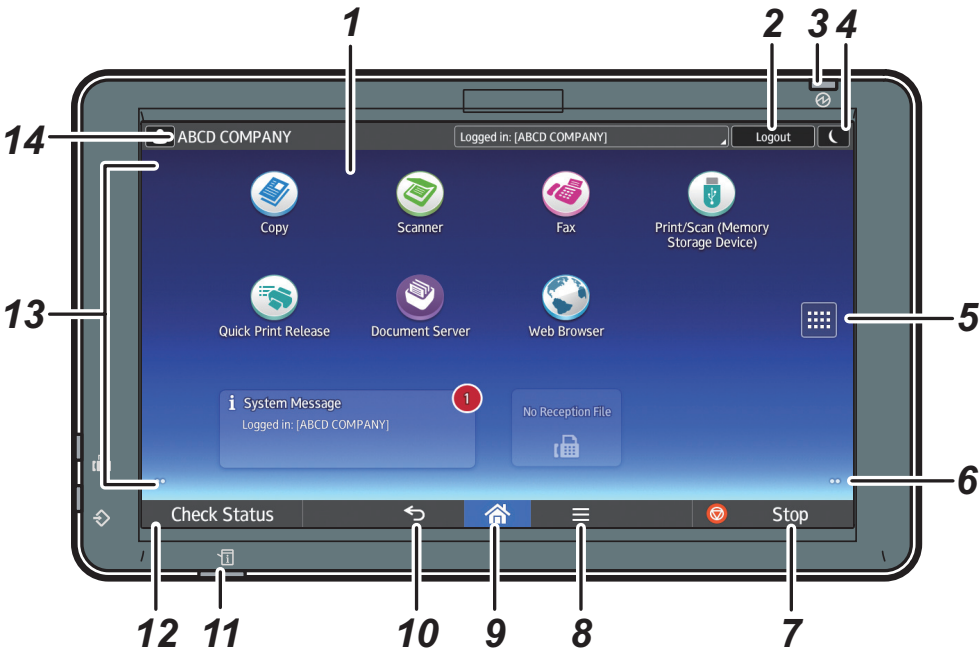 1
2
3
4
14
ABCD COMPANY
Logged in: [ABCD COMPANY]
Logout
Copy
Scanner
Fax
Print/Scan (Memory
Storage Device)
13
5
Quick Print Release
Document Server
Web Browser
i System Message
1
Logged in: [ABCD COMPANY]
No Reception File
6
Check Status
Stop
12
11
10
9
8
7